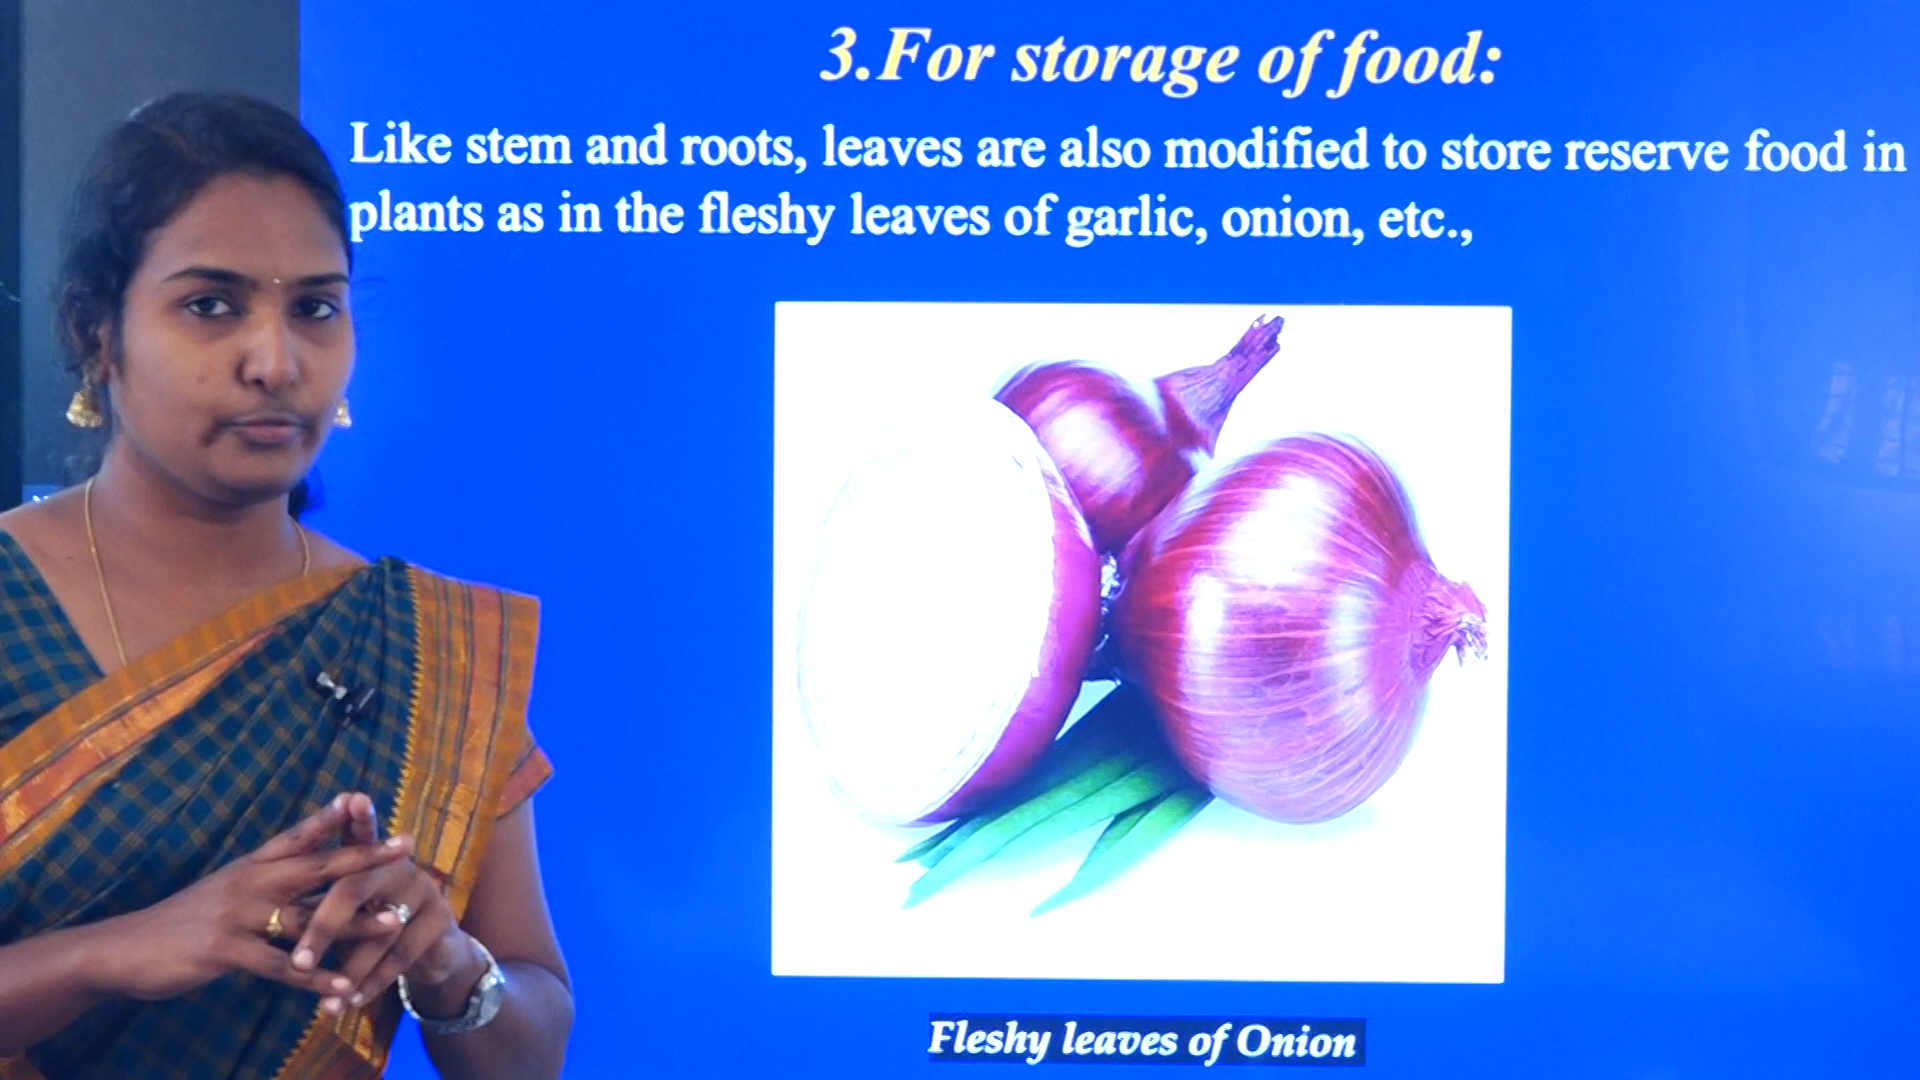 3.For storage of food:
Like stem and roots, leaves are also modified to store reserve food in
plants as in the fleshy leaves of garlic, onion, etc.,
Fleshy leaves of Onion